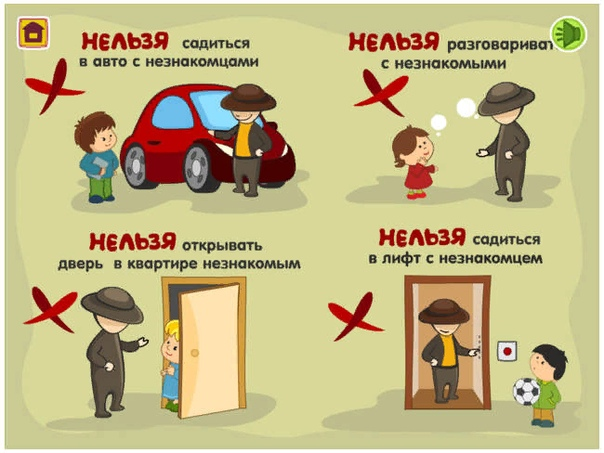 НЕЛЬЗЯ садиться
в авто с незнакомцами
НЕЛЬЗЯ разговариват
с незнакомыми
НЕЛЬЗЯ открывать
дверь в квартире незнакомым
НЕЛЬЗЯ садиться
в лифт с незнакомцем